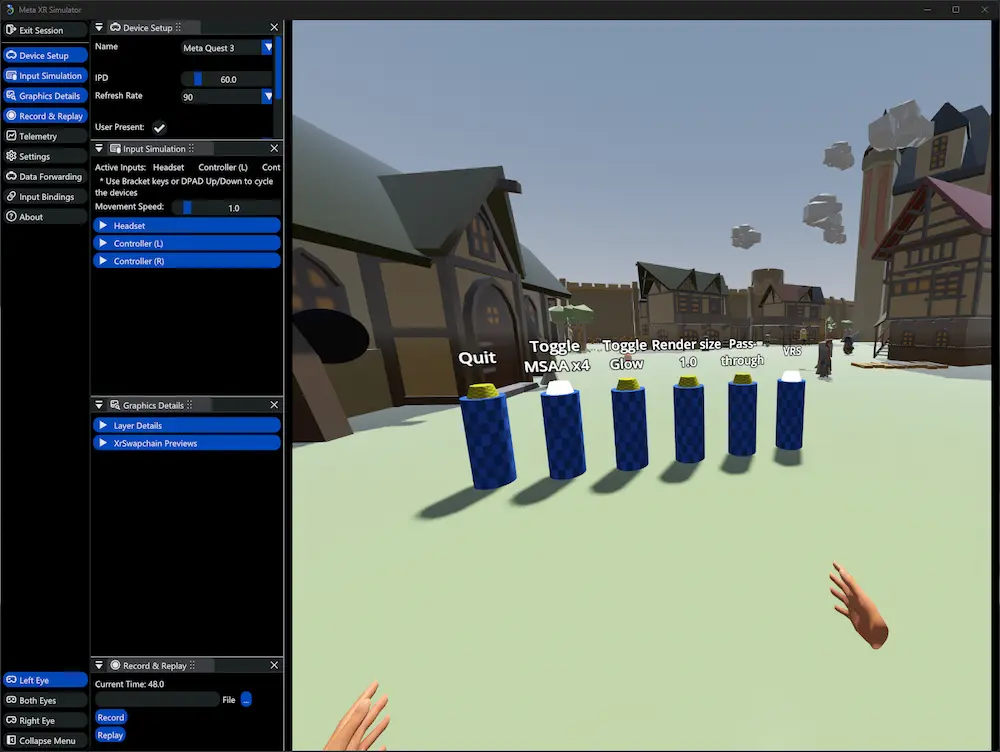 Meta XR Simulator
Exit Session
Device Setup
Input Simulation
Graphics Details
Record & Replay
Telemetry
Settings
Data Forwarding
Input Bindings
About
Left Eye
Both Eyes
Right Eye
Collapse Menu
Device Setup
Name
Meta Quest 3
IPD
60.0
Refresh Rate
90
User Present:
Input Simulation
Active Inputs: Headset Controller (L) Cont
* Use Bracket keys or DPAD Up/Down to cycle
the devices
Movement Speed:
1.0
Headset
Controller (L)
Controller (R)
Graphics Details
Layer Details
XrSwapchain Previews
Record & Replay
Current Time: 48.0
File
...
Record
Replay
Quit
Toggle
MSAA x4
Toggle
Glow
Render size
1.0
Pass-
through
VRS